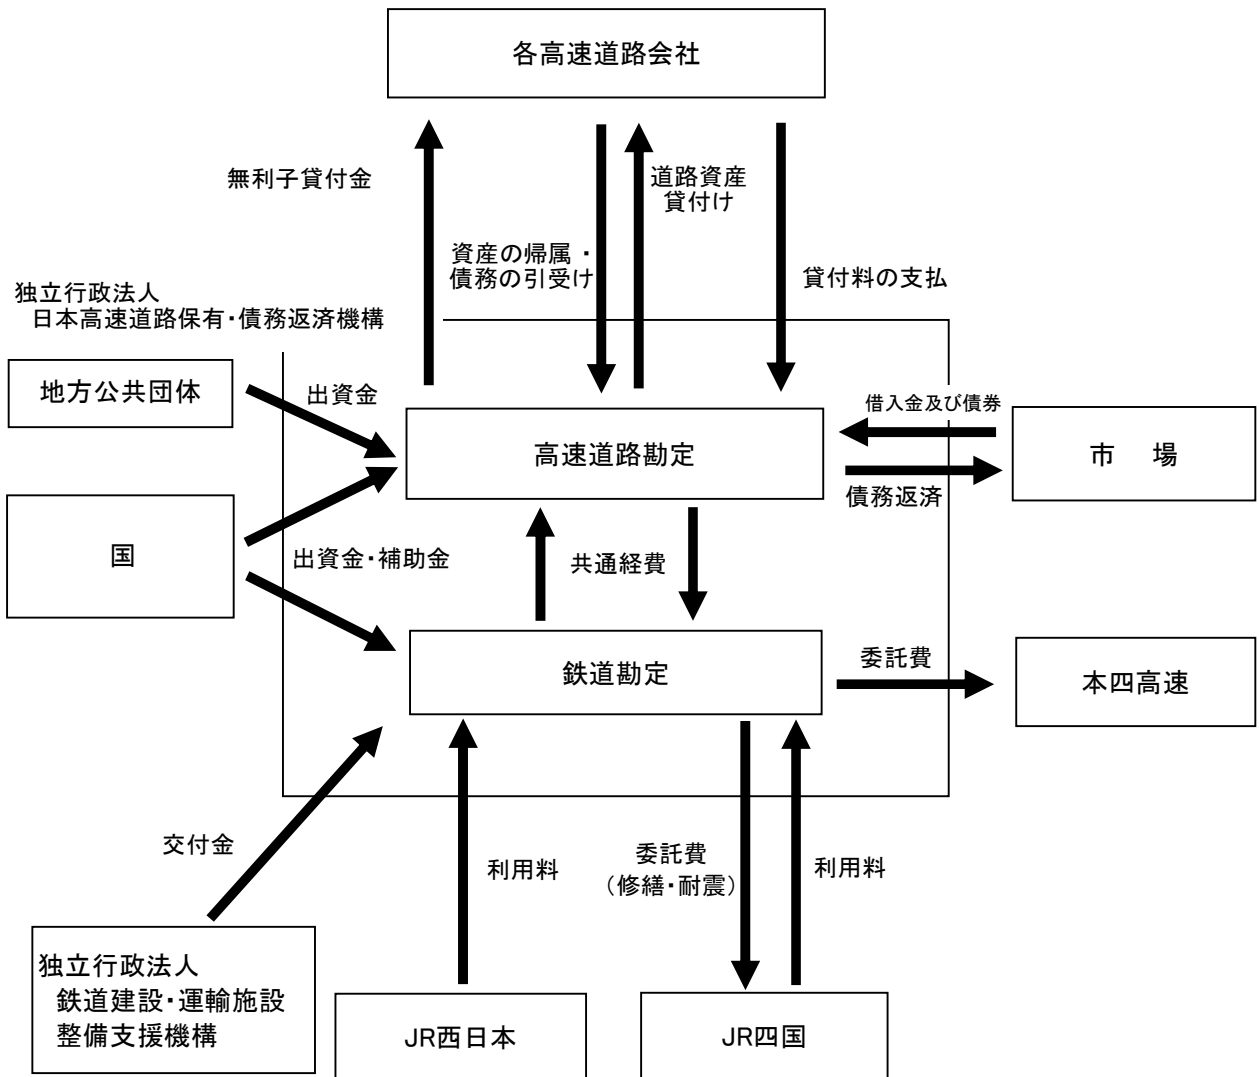 各高速道路会社
無利子貸付金
道路資産
貸付け
資産の帰属・
債務の引受け
貸付料の支払
独立行政法人
日本高速道路保有・債務返済機構
地方公共団体
出資金
借入金及び債券
高速道路勘定
市　場
債務返済
国
出資金・補助金
共通経費
鉄道勘定
委託費
本四高速
交付金
利用料
委託費
（修繕・耐震）
利用料
独立行政法人
鉄道建設・運輸施設
整備支援機構
JR西日本
JR四国